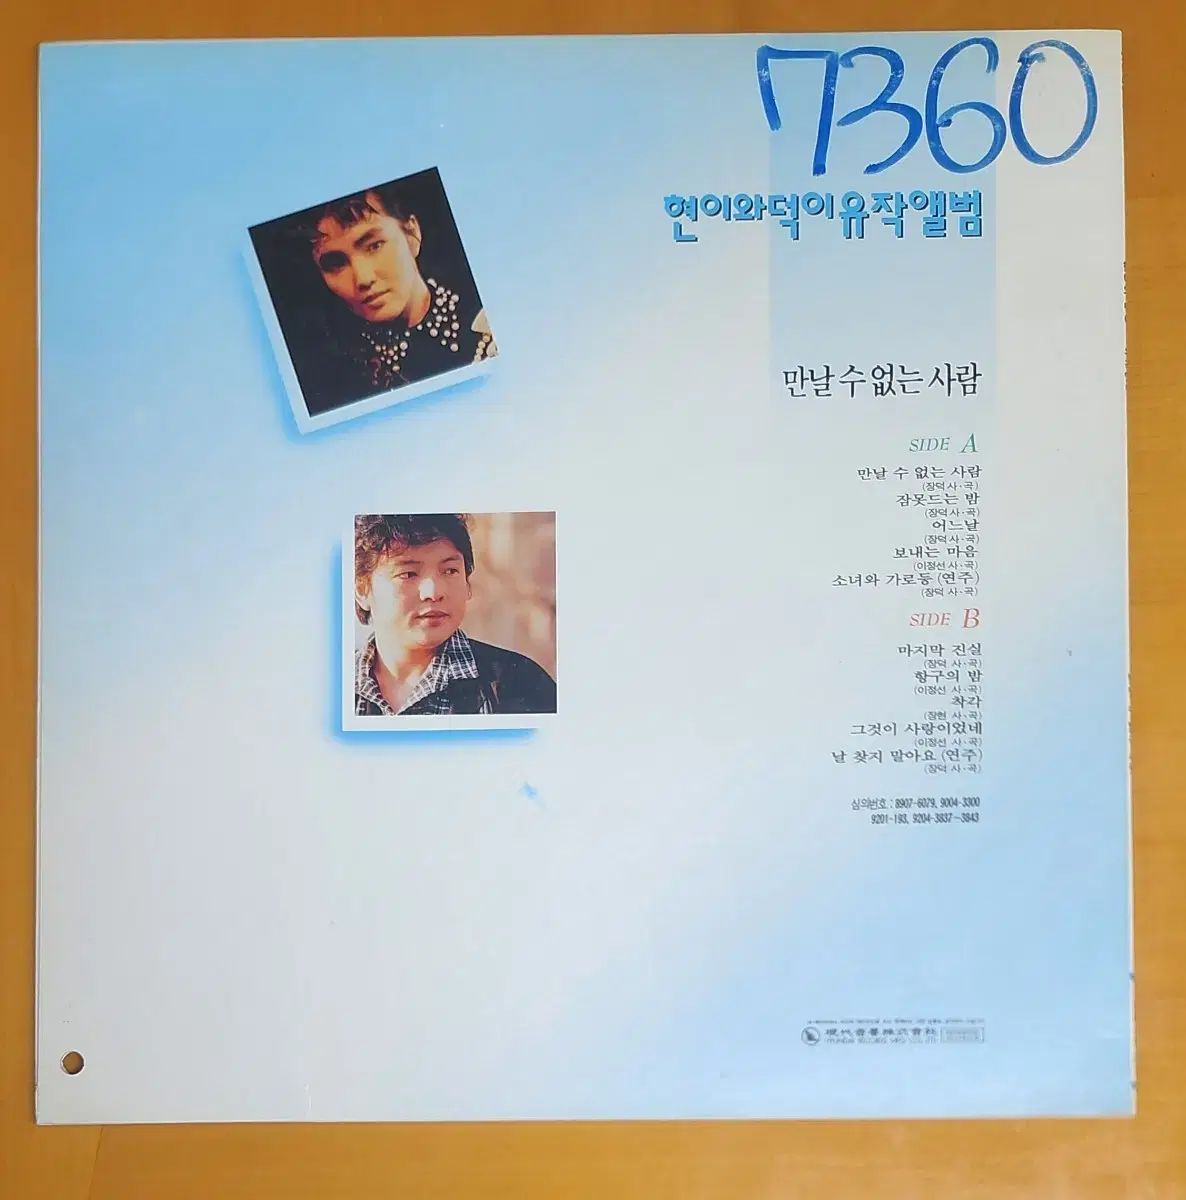 7360
현이와덕이유작앨범
만날 수 없는 사람
SIDE A
만날 수 없는 사람
(장덕 사·곡)
잠못드는 밤
(장덕 사·곡)
어느날
(장덕 사·곡)
보내는 마음
(이정선 사·곡)
소녀와 가로등 (연주)
(장덕 사·곡)
SIDE B
마지막 진실
(장덕 사·곡)
항구의 밤
(이정선 사·곡)
착각
(장현 사·곡)
그것이 사랑이었네
(이정선 사·곡)
날 찾지 말아요 (연주)
(장덕 사·곡)
심의번호 : 8907-6079, 9004-3300
9201-193, 9204-3837~3843
現代音響株式會社